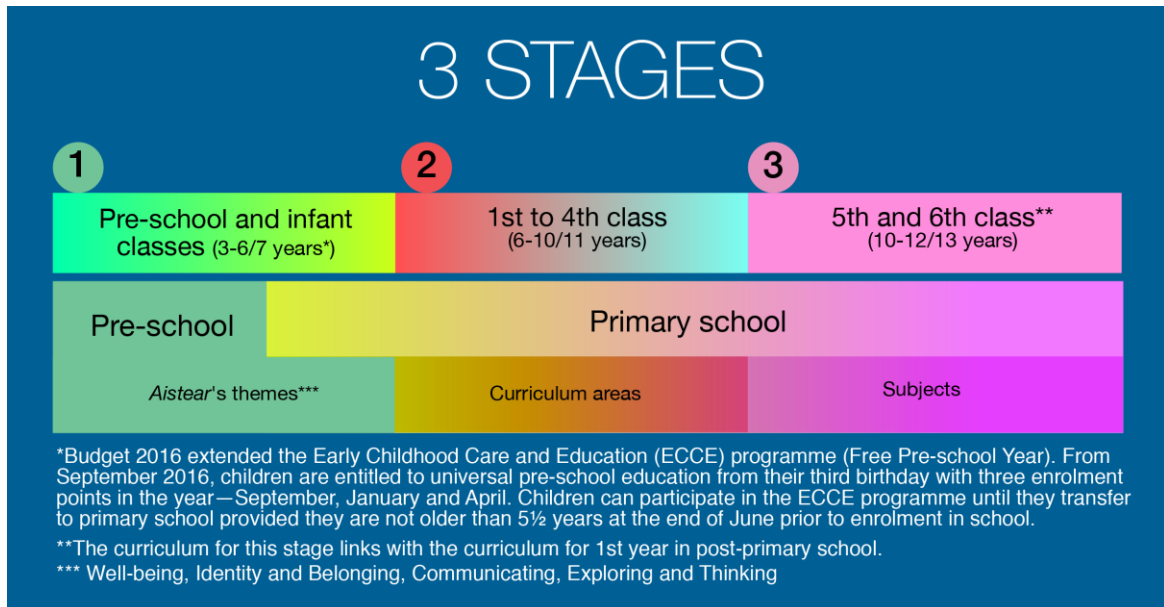 3 STAGES
1
2
3
Pre-school and infant
classes (3-6/7 years*)
1st to 4th class
(6-10/11 years)
5th and 6th class**
(10-12/13 years)
Pre-school
Primary school
Aistear's themes***
Curriculum areas
Subjects
*Budget 2016 extended the Early Childhood Care and Education (ECCE) programme (Free Pre-school Year). From
September 2016, children are entitled to universal pre-school education from their third birthday with three enrolment
points in the year—September, January and April. Children can participate in the ECCE programme until they transfer
to primary school provided they are not older than 5½ years at the end of June prior to enrolment in school.
**The curriculum for this stage links with the curriculum for 1st year in post-primary school.
*** Well-being, Identity and Belonging, Communicating, Exploring and Thinking